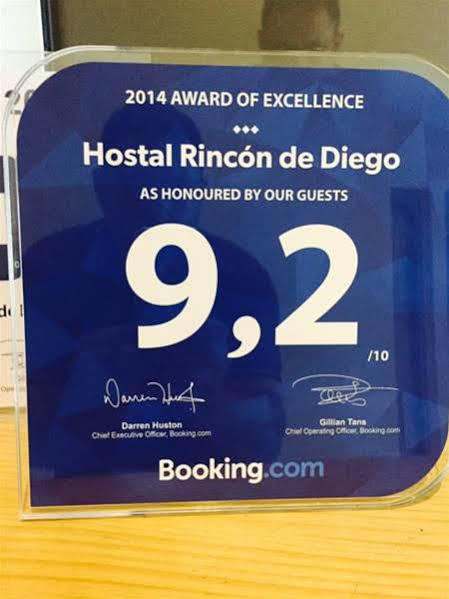 2014 AWARD OF EXCELLENCE
Hostal Rincón de Diego
AS HONOURED BY OUR GUESTS
9,2
/10
Darren Huston
Chief Executive Officer, Booking.com
Gillian Tans
Chief Operating Officer, Booking.com
Booking.com